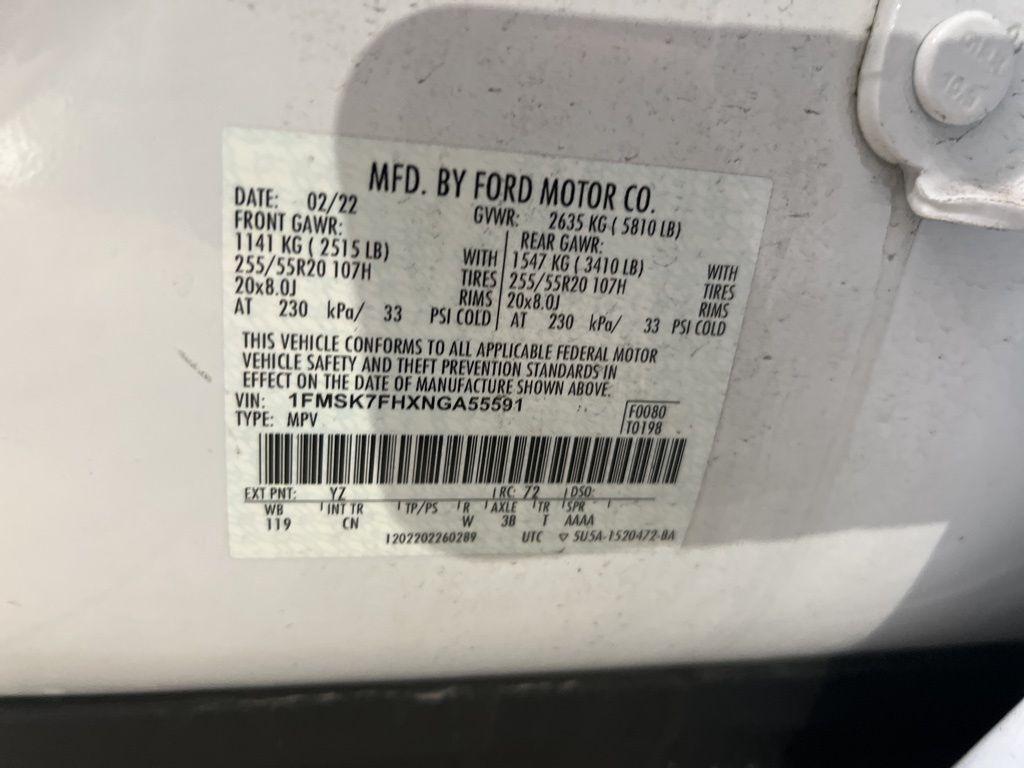 MFD. BY FORD MOTOR CO.
DATE: 02/22 GVWR: 2635 KG ( 5810 LB)
FRONT GAWR: REAR GAWR:
1141 KG ( 2515 LB) WITH 1547 KG ( 3410 LB) WITH
255/55R20 107H TIRES 255/55R20 107H TIRES
20x8.0J RIMS 20x8.0J RIMS
AT 230 kPa/ 33 PSI COLD AT 230 kPa/ 33 PSI COLD
THIS VEHICLE CONFORMS TO ALL APPLICABLE FEDERAL MOTOR
VEHICLE SAFETY AND THEFT PREVENTION STANDARDS IN
EFFECT ON THE DATE OF MANUFACTURE SHOWN ABOVE.
VIN: 1FMSK7FHXNGA55591
TYPE: MPV
F0080
T0198
EXT PNT: YZ RC: 72 DSO:
WB INT TR TP/PS R AXLE TR SPR
119 CN W 3B T AAAA
1202202260289 UTC ▽ 5U5A-1520472-BA